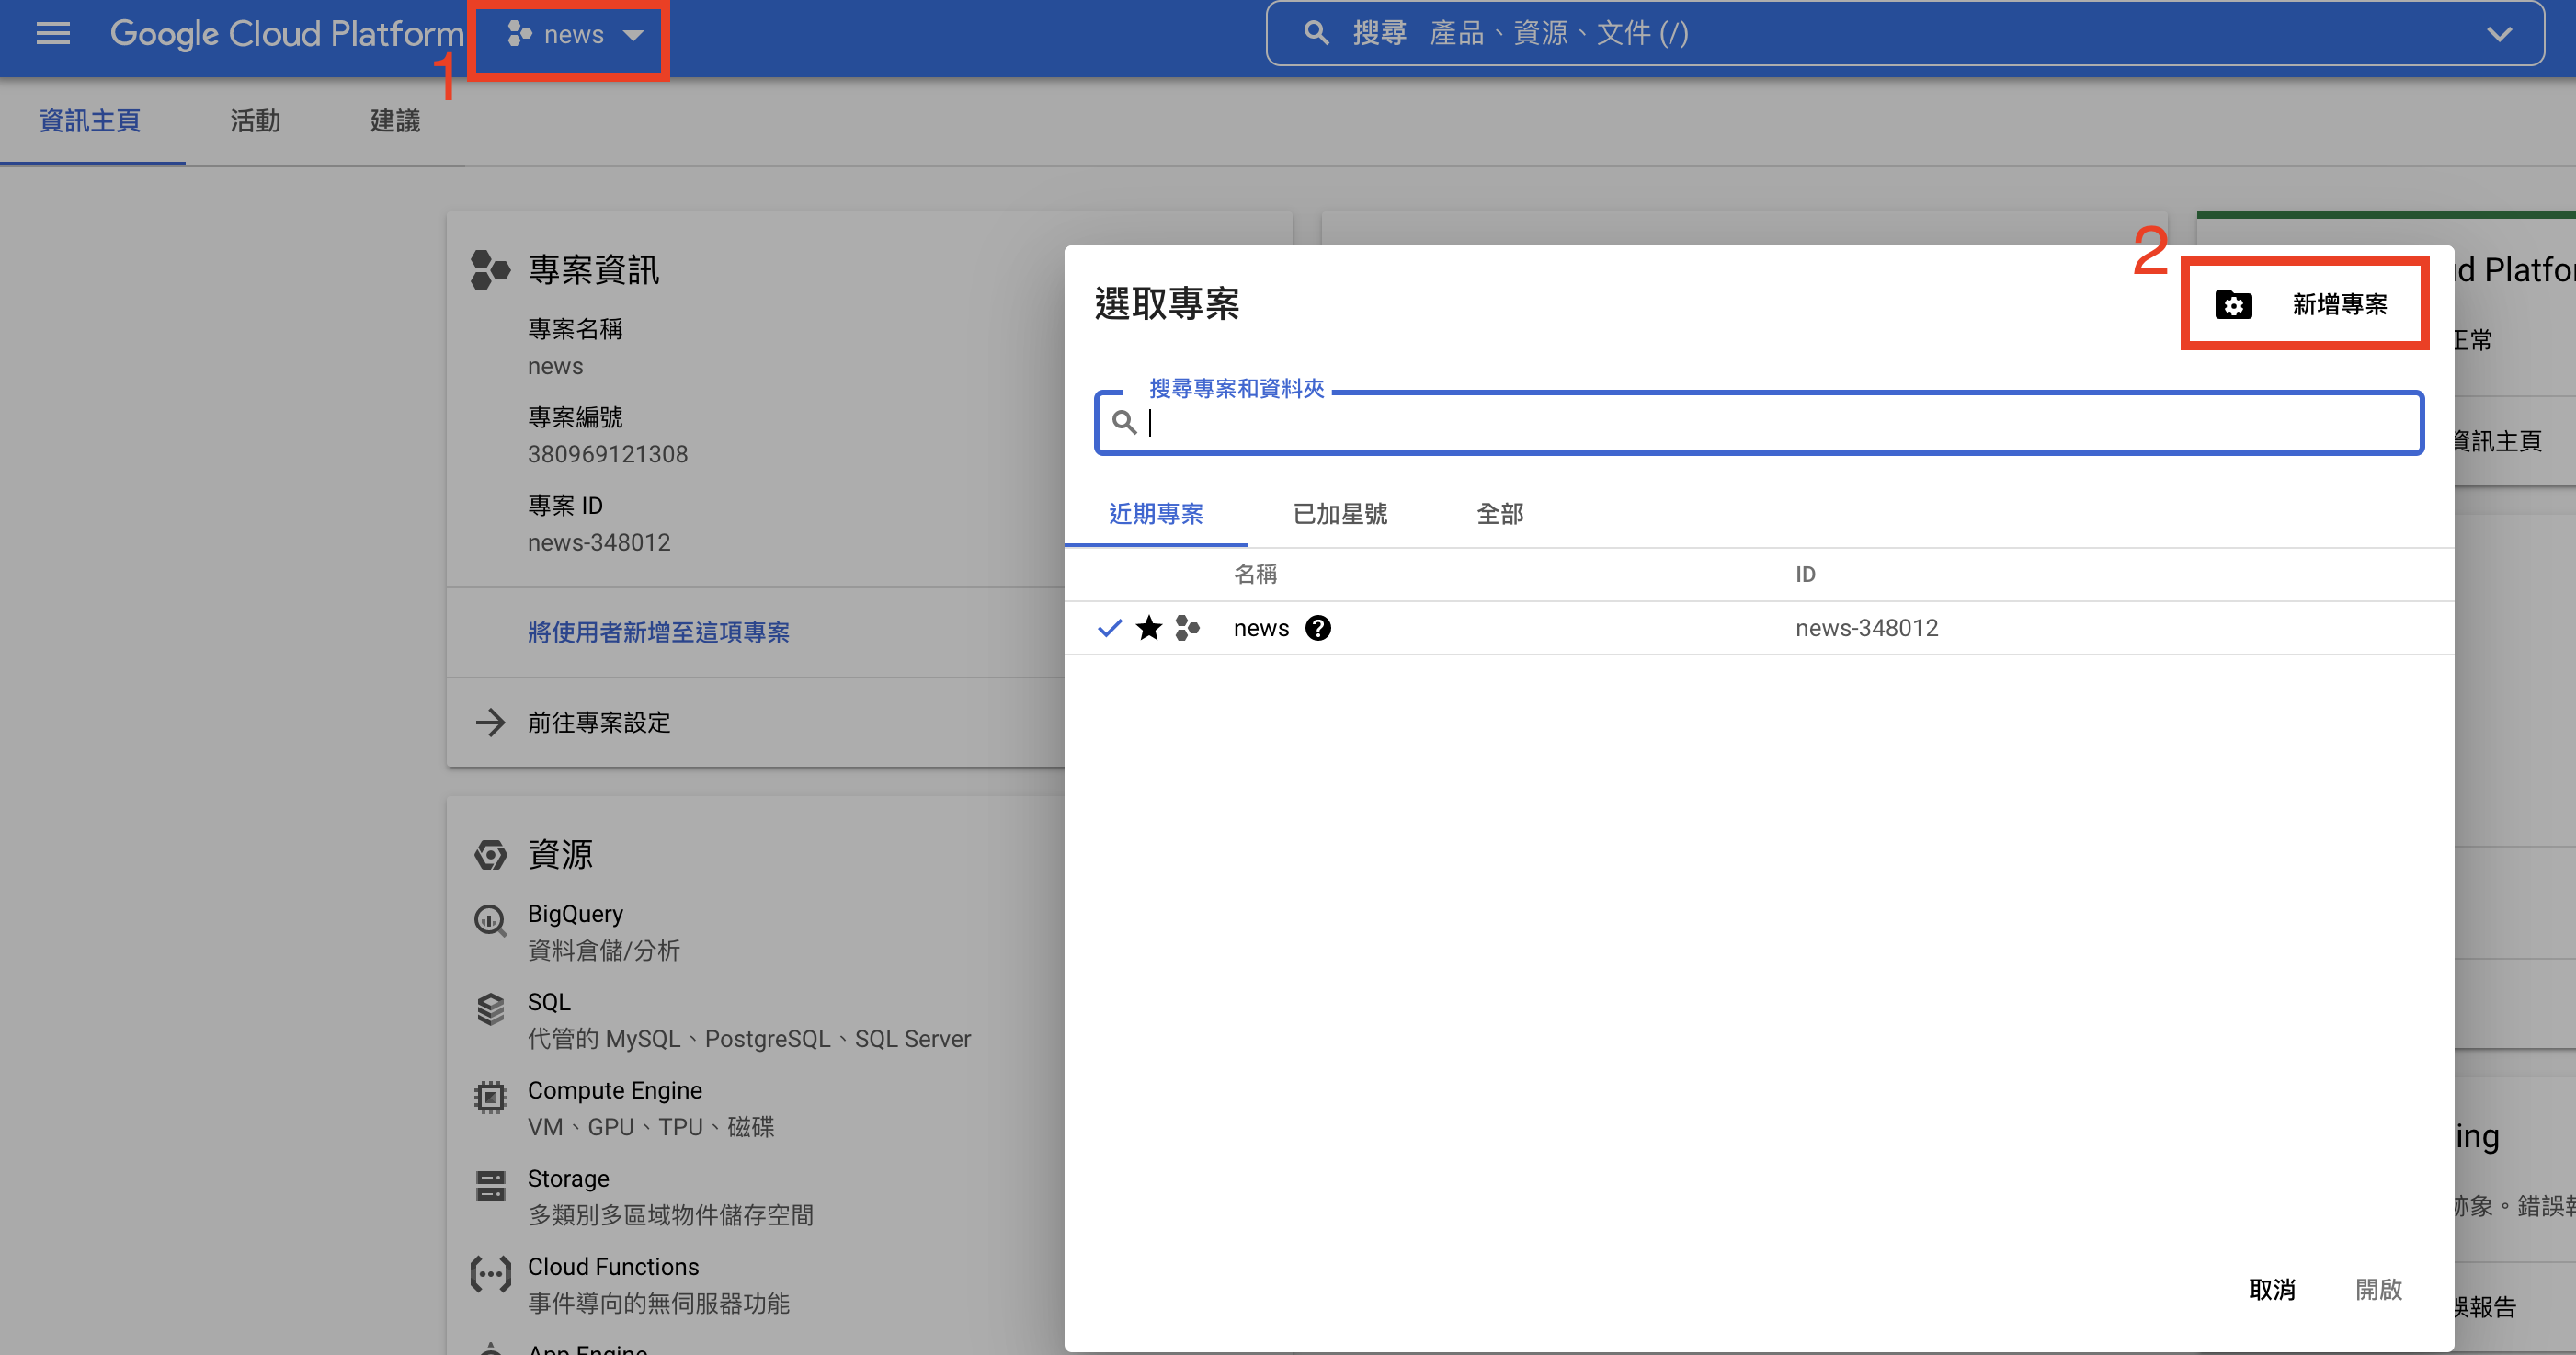 Google Cloud Platform
news
搜尋 產品、資源、文件 (/)
1
資訊主頁 活動 建議
專案資訊
專案名稱
news
專案編號
380969121308
專案 ID
news-348012
將使用者新增至這項專案
前往專案設定
資源
BigQuery
資料倉儲/分析
SQL
代管的 MySQL、PostgreSQL、SQL Server
Compute Engine
VM、GPU、TPU、磁碟
Storage
多類別多區域物件儲存空間
Cloud Functions
事件導向的無伺服器功能
App Engine
選取專案
2
新增專案
搜尋專案和資料夾
近期專案 已加星號 全部
名稱 ID
news news-348012
取消 開啟
d Platfo
正常
資訊主頁
ing
跡象。錯誤報
誤報告